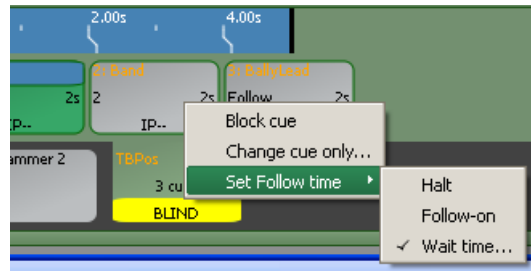 2.00s 4.00s
2: Band 3: BallyLead
2s 2 2s Follow 2s
IP-- IP--
Block cue
ammer 2 TBPos Change cue only...
3 cu Set Follow time Halt
BLIND Follow-on
✓ Wait time...